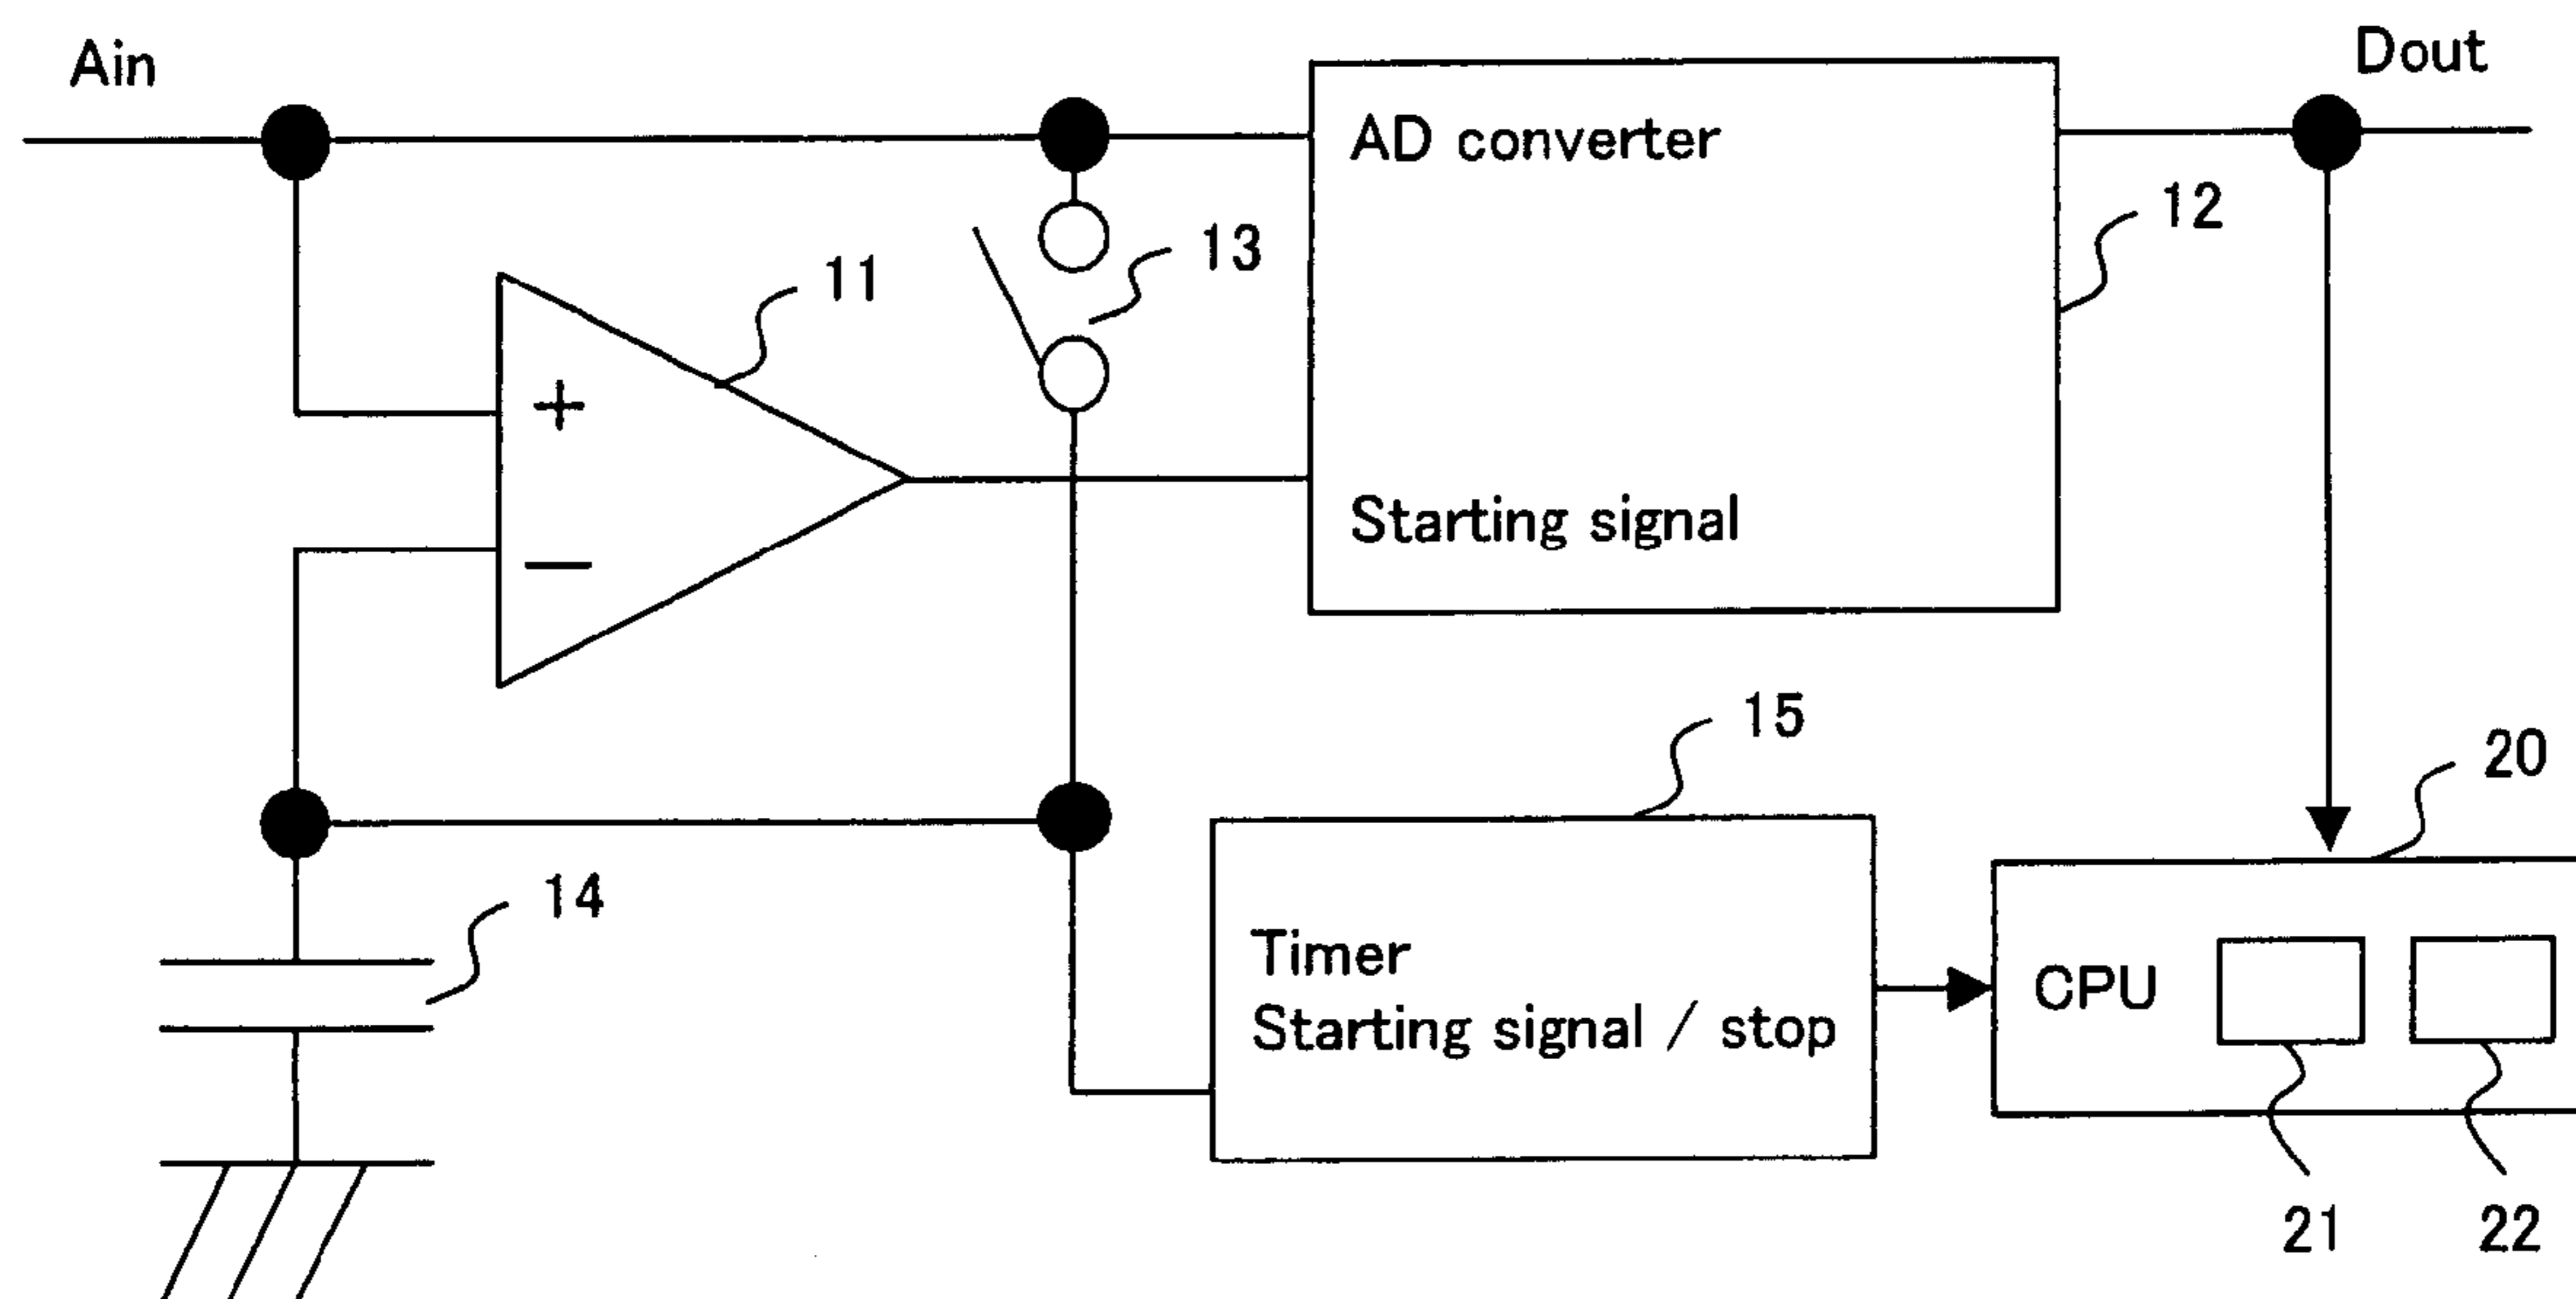 Ain
Dout
AD converter
12
13
11
+
Starting signal
−
15
20
14
Timer
Starting signal / stop
CPU
21
22